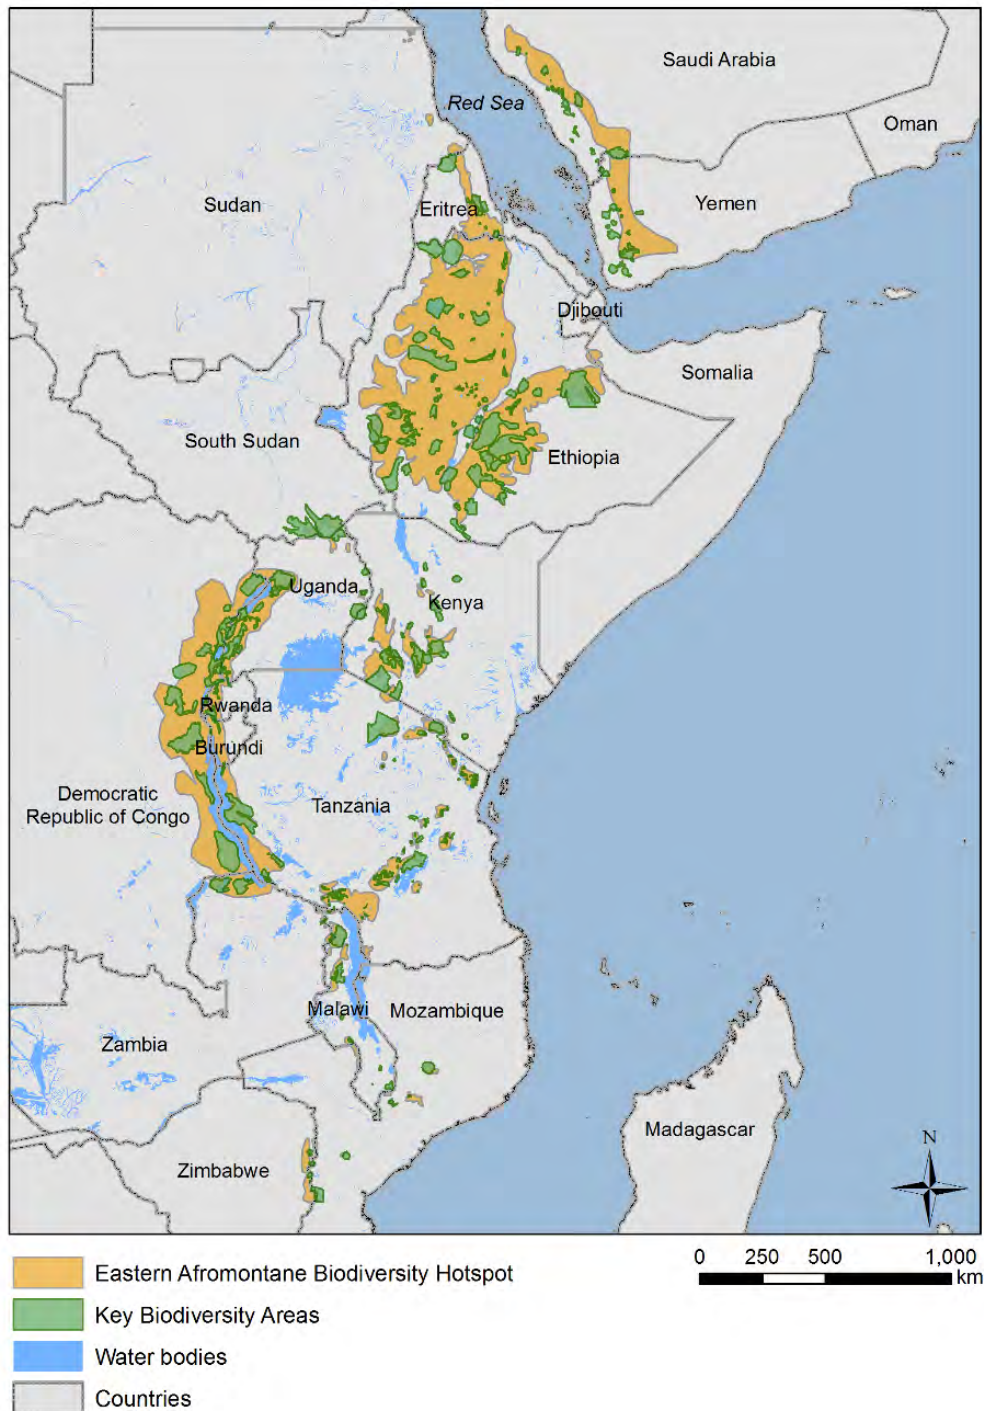 Saudi Arabia
Red Sea
Oman
Sudan
Eritrea
Yemen
Djibouti
Somalia
South Sudan
Ethiopia
Uganda
Kenya
Rwanda
Burundi
Democratic
Republic of Congo
Tanzania
Malawi
Mozambique
Zambia
Madagascar
N
Zimbabwe
Eastern Afromontane Biodiversity Hotspot
Key Biodiversity Areas
Water bodies
Countries
0 250 500 1,000
km